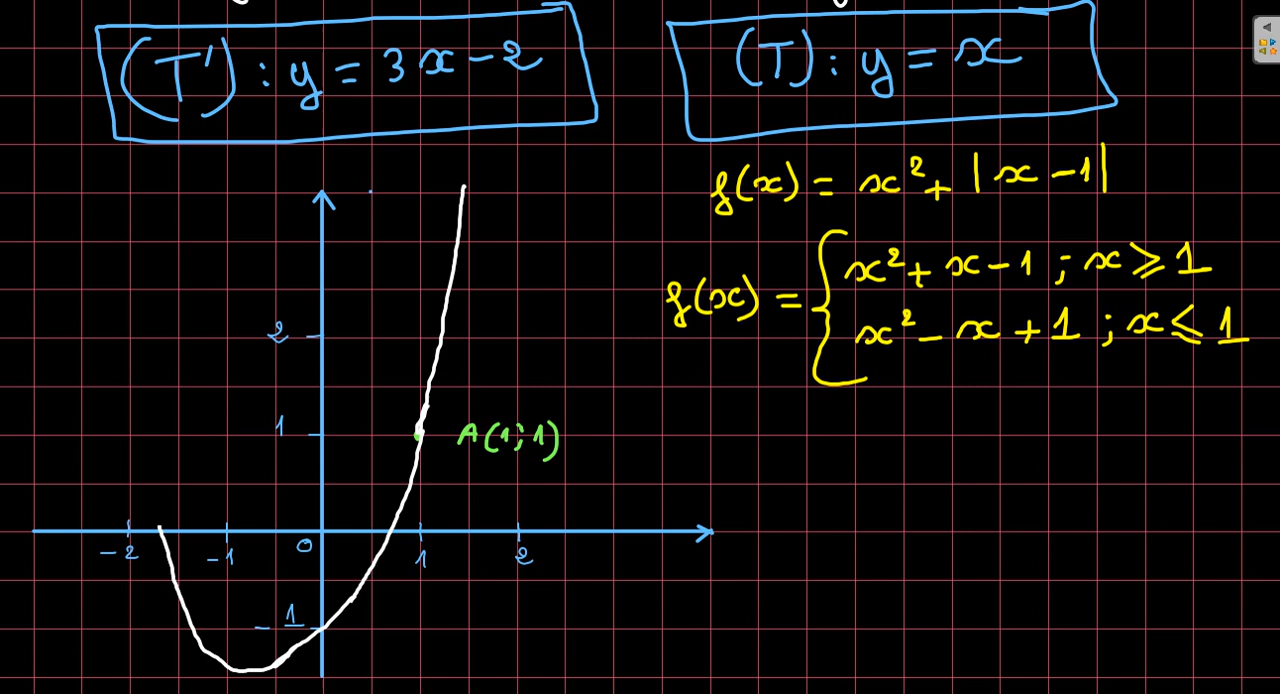 (T') : y = 3x - 2
(T) : y = x
f(x) = x² + |x - 1|
f(x) = { x² + x - 1 ; x ⩾ 1
x² - x + 1 ; x ⩽ 1
2
1
A(1; 1)
-2 -1 0 1 2
-1